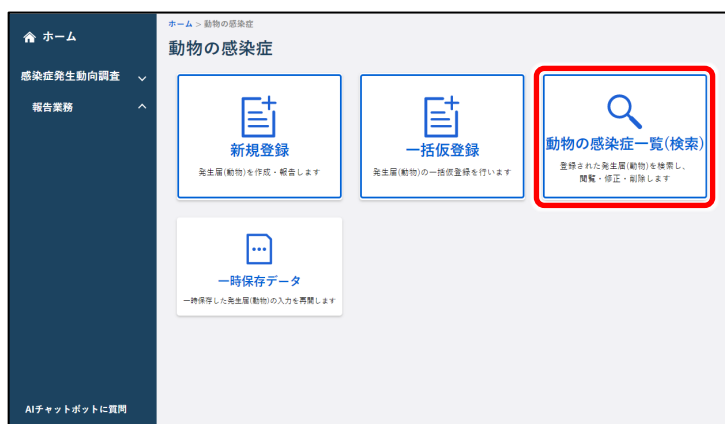 ホーム
感染症発生動向調査
報告業務
AIチャットボットに質問
ホーム > 動物の感染症
動物の感染症
新規登録
発生届(動物)を作成・報告します
一括仮登録
発生届(動物)の一括仮登録を行います
動物の感染症一覧(検索)
登録された発生届(動物)を検索し、
閲覧・修正・削除します
一時保存データ
一時保存した発生届(動物)の入力を再開します